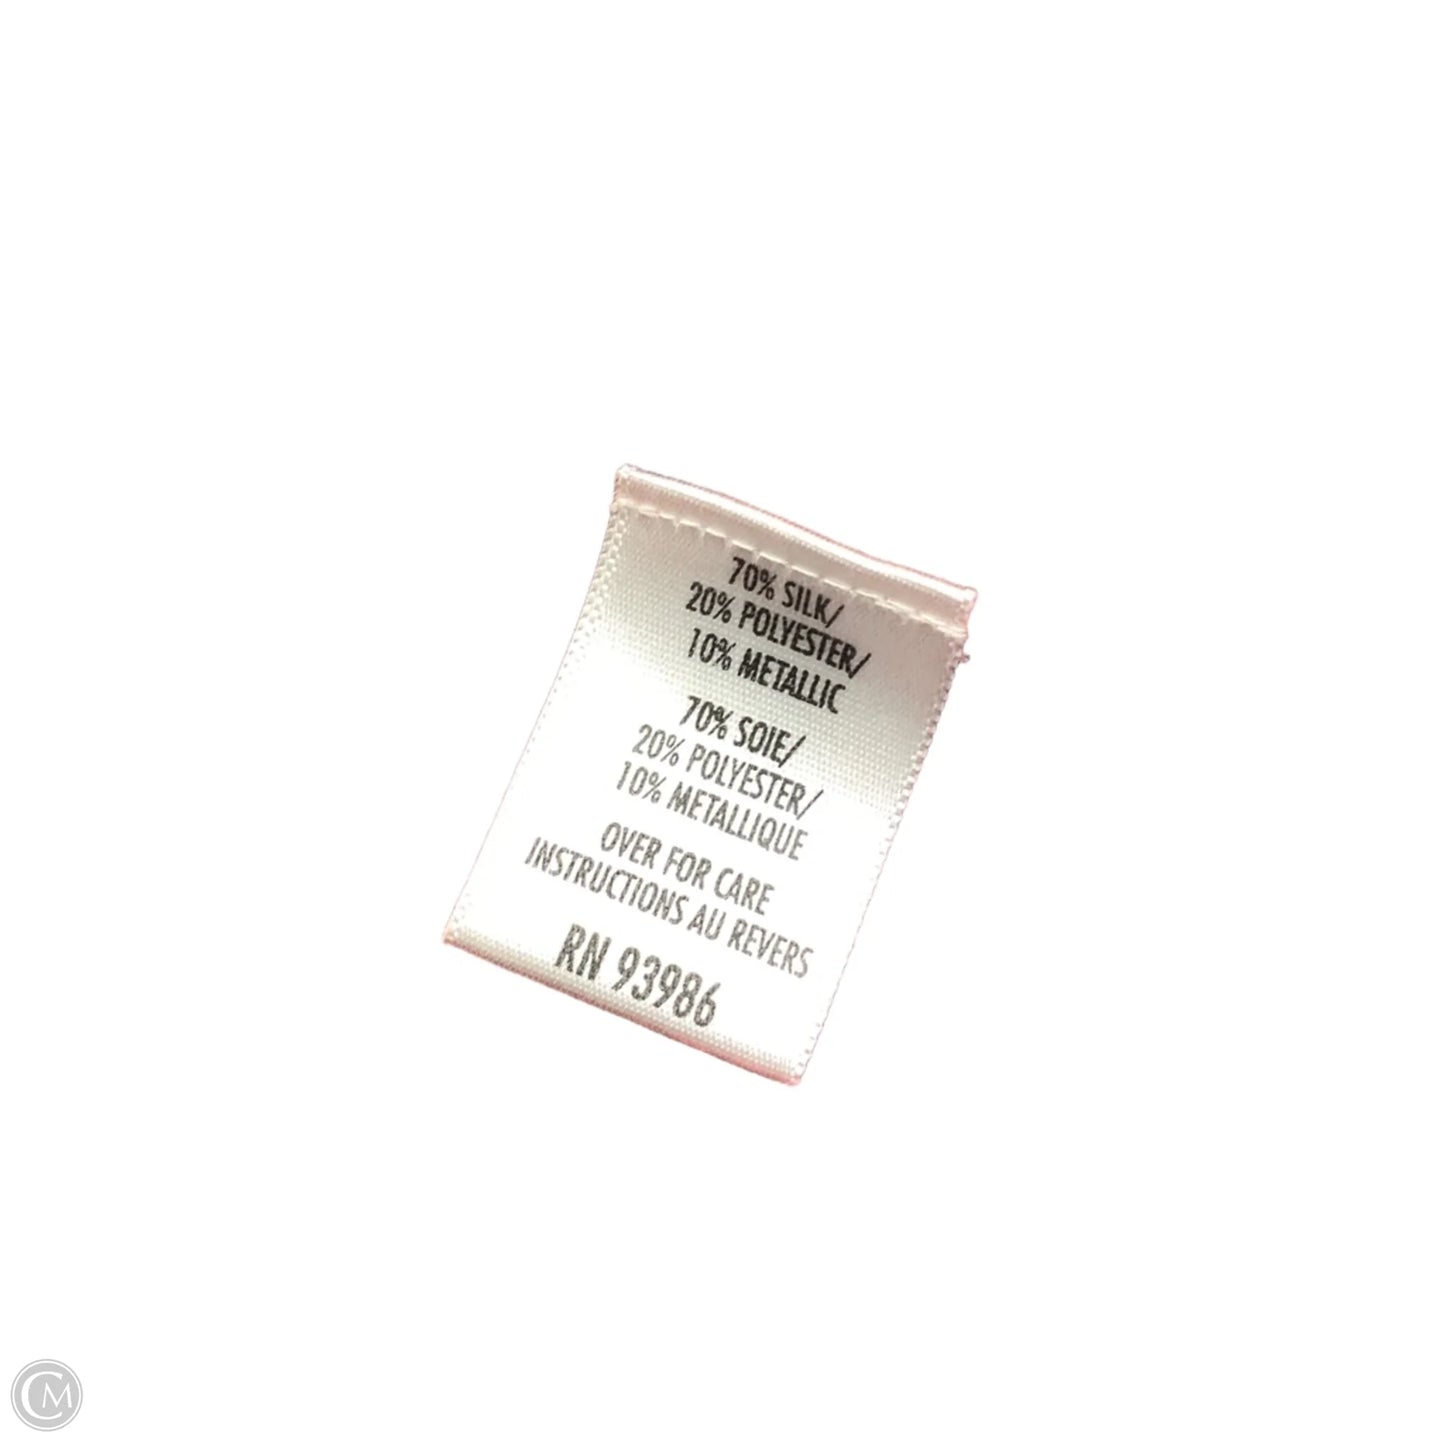 70% SILK/
20% POLYESTER/
10% METALLIC
70% SOIE/
20% POLYESTER/
10% METALLIQUE
OVER FOR CARE
INSTRUCTIONS AU REVERS
RN 93986
CM